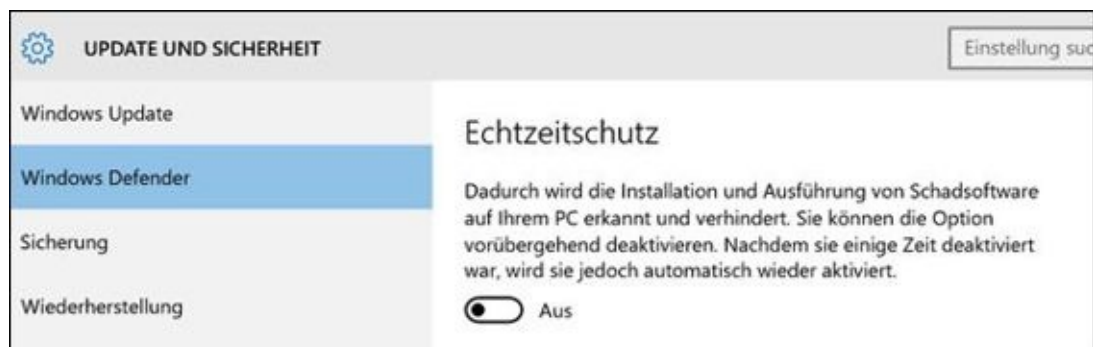 UPDATE UND SICHERHEIT
Einstellung suc
Windows Update
Windows Defender
Sicherung
Wiederherstellung
Echtzeitschutz
Dadurch wird die Installation und Ausführung von Schadsoftware
auf Ihrem PC erkannt und verhindert. Sie können die Option
vorübergehend deaktivieren. Nachdem sie einige Zeit deaktiviert
war, wird sie jedoch automatisch wieder aktiviert.
Aus